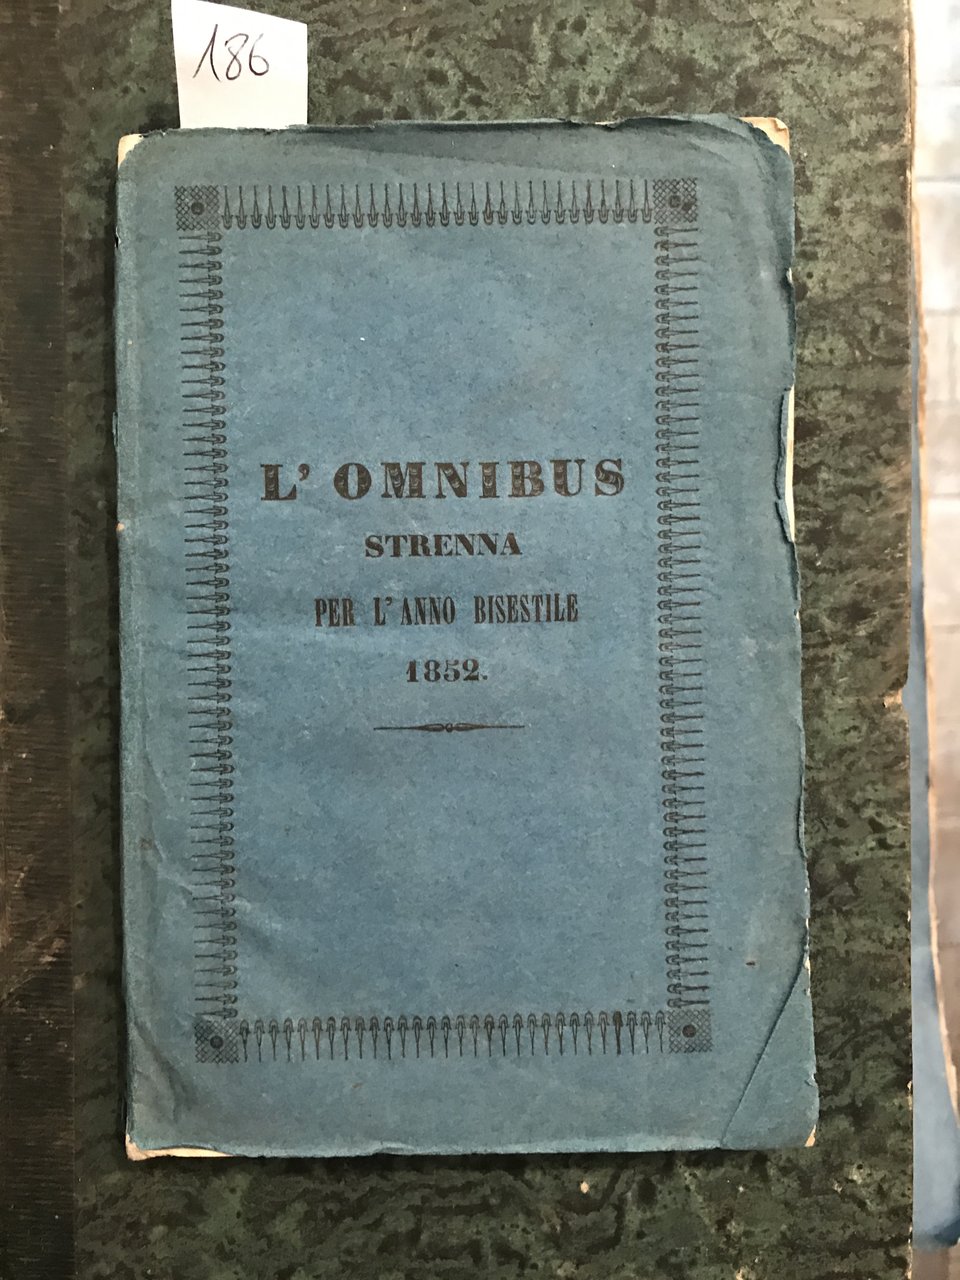 186
L' OMNIBUS
STRENNA
PER L' ANNO BISESTILE
1852.